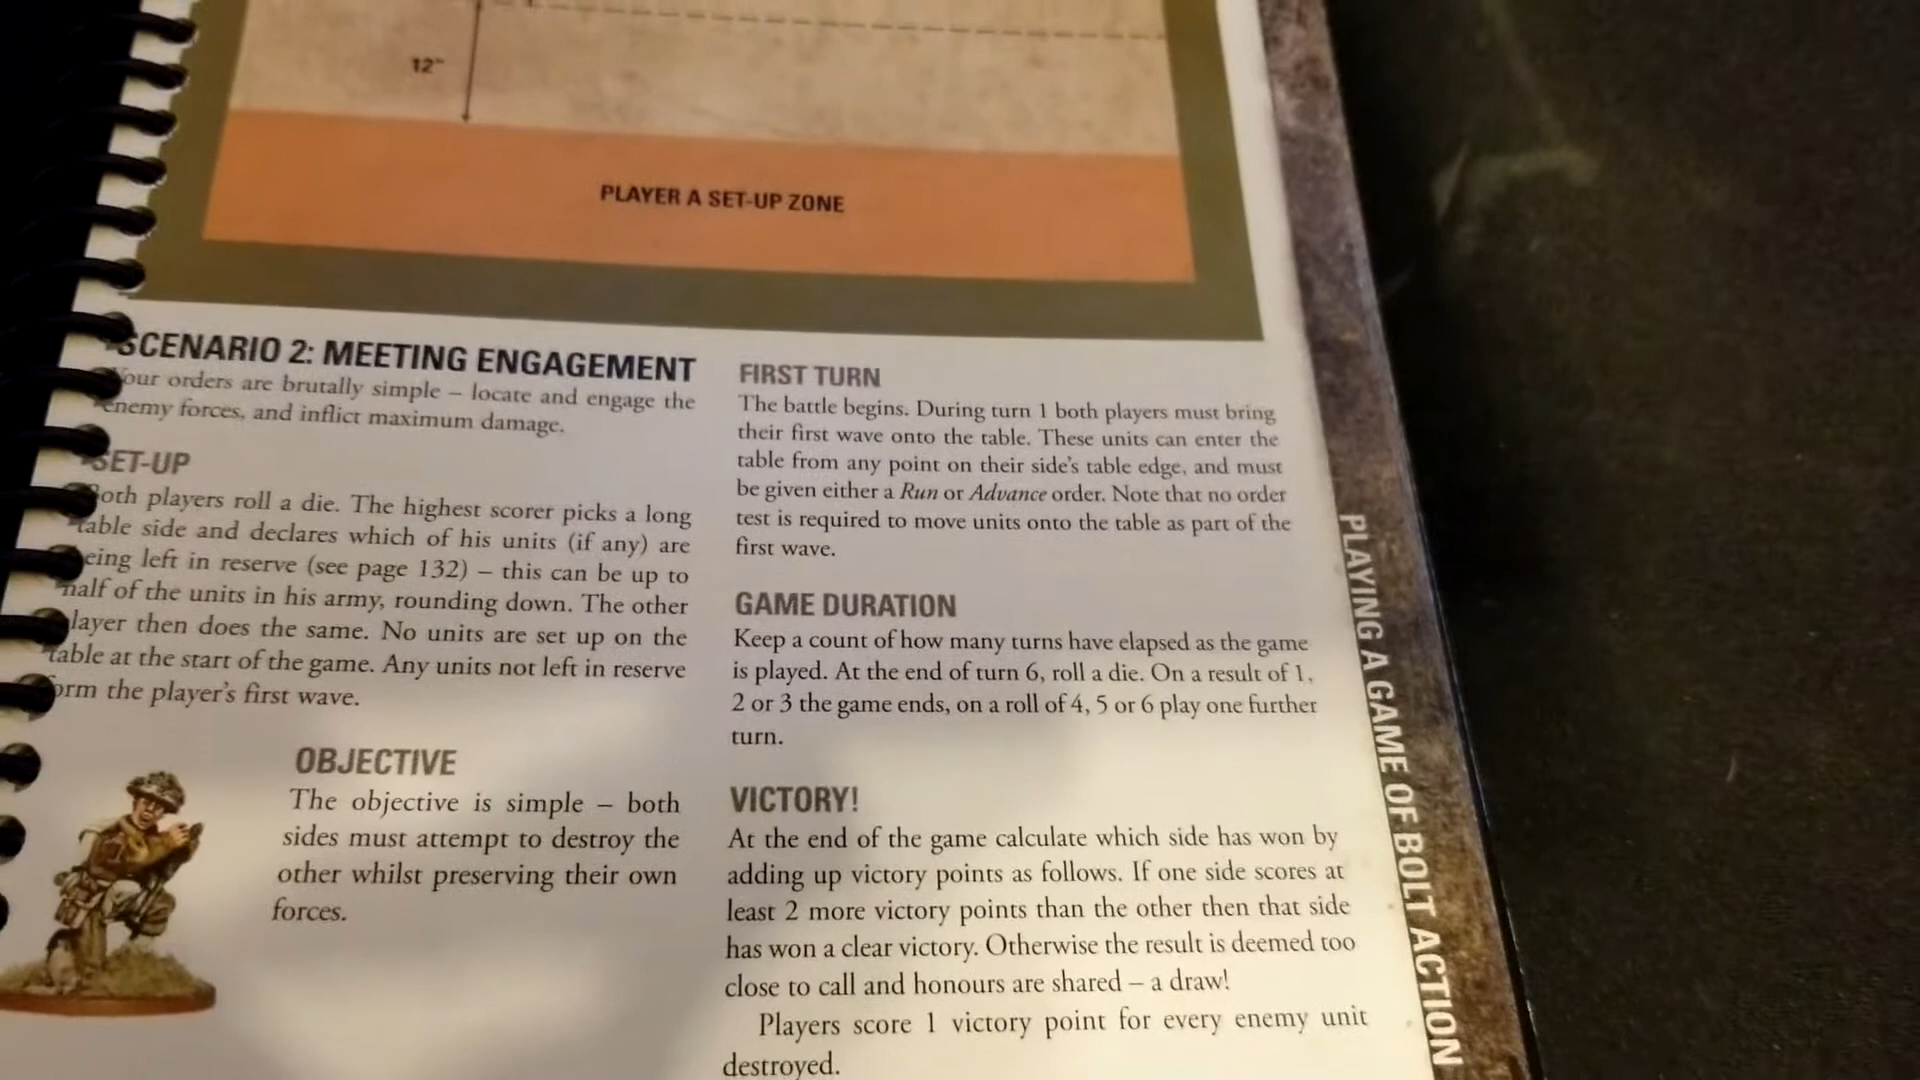 12"
PLAYER A SET-UP ZONE
SCENARIO 2: MEETING ENGAGEMENT
Your orders are brutally simple – locate and engage the
enemy forces, and inflict maximum damage.
SET-UP
Both players roll a die. The highest scorer picks a long
table side and declares which of his units (if any) are
being left in reserve (see page 132) – this can be up to
half of the units in his army, rounding down. The other
player then does the same. No units are set up on the
table at the start of the game. Any units not left in reserve
form the player's first wave.
OBJECTIVE
The objective is simple – both
sides must attempt to destroy the
other whilst preserving their own
forces.
FIRST TURN
The battle begins. During turn 1 both players must bring
their first wave onto the table. These units can enter the
table from any point on their side's table edge, and must
be given either a Run or Advance order. Note that no order
test is required to move units onto the table as part of the
first wave.
GAME DURATION
Keep a count of how many turns have elapsed as the game
is played. At the end of turn 6, roll a die. On a result of 1,
2 or 3 the game ends, on a roll of 4, 5 or 6 play one further
turn.
VICTORY!
At the end of the game calculate which side has won by
adding up victory points as follows. If one side scores at
least 2 more victory points than the other then that side
has won a clear victory. Otherwise the result is deemed too
close to call and honours are shared – a draw!
Players score 1 victory point for every enemy unit
destroyed.
PLAYING A GAME OF BOLT ACTION